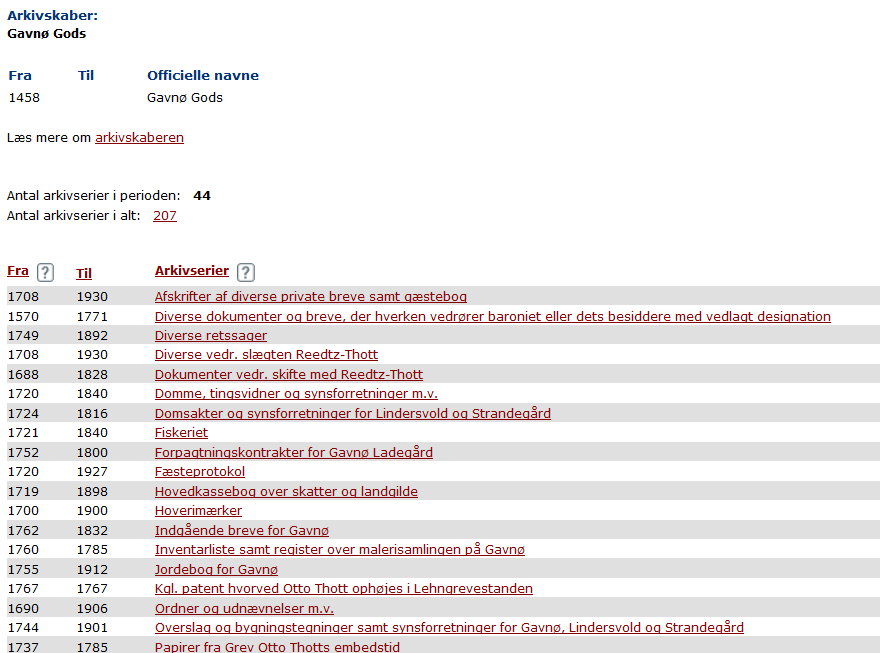 Arkivskaber:
Gavnø Gods
Fra Til Officielle navne
1458 Gavnø Gods
Læs mere om arkivskaberen
Antal arkivserier i perioden: 44
Antal arkivserier i alt: 207
Fra ? Til Arkivserier ?
1708 1930 Afskrifter af diverse private breve samt gæstebog
1570 1771 Diverse dokumenter og breve, der hverken vedrører baroniet eller dets besiddere med vedlagt designation
1749 1892 Diverse retssager
1708 1930 Diverse vedr. slægten Reedtz-Thott
1688 1828 Dokumenter vedr. skifte med Reedtz-Thott
1720 1840 Domme, tingsvidner og synsforretninger m.v.
1724 1816 Domsakter og synsforretninger for Lindersvold og Strandegård
1721 1840 Fiskeriet
1752 1800 Forpagtningskontrakter for Gavnø Ladegård
1720 1927 Fæsteprotokol
1719 1898 Hovedkassebog over skatter og landgilde
1700 1900 Hoverimærker
1762 1832 Indgående breve for Gavnø
1760 1785 Inventarliste samt register over malerisamlingen på Gavnø
1755 1912 Jordebog for Gavnø
1767 1767 Kgl. patent hvorved Otto Thott ophøjes i Lehngrevestanden
1690 1906 Ordner og udnævnelser m.v.
1744 1901 Overslag og bygningstegninger samt synsforretninger for Gavnø, Lindersvold og Strandegård
1737 1785 Papirer fra Grev Otto Thotts embedstid